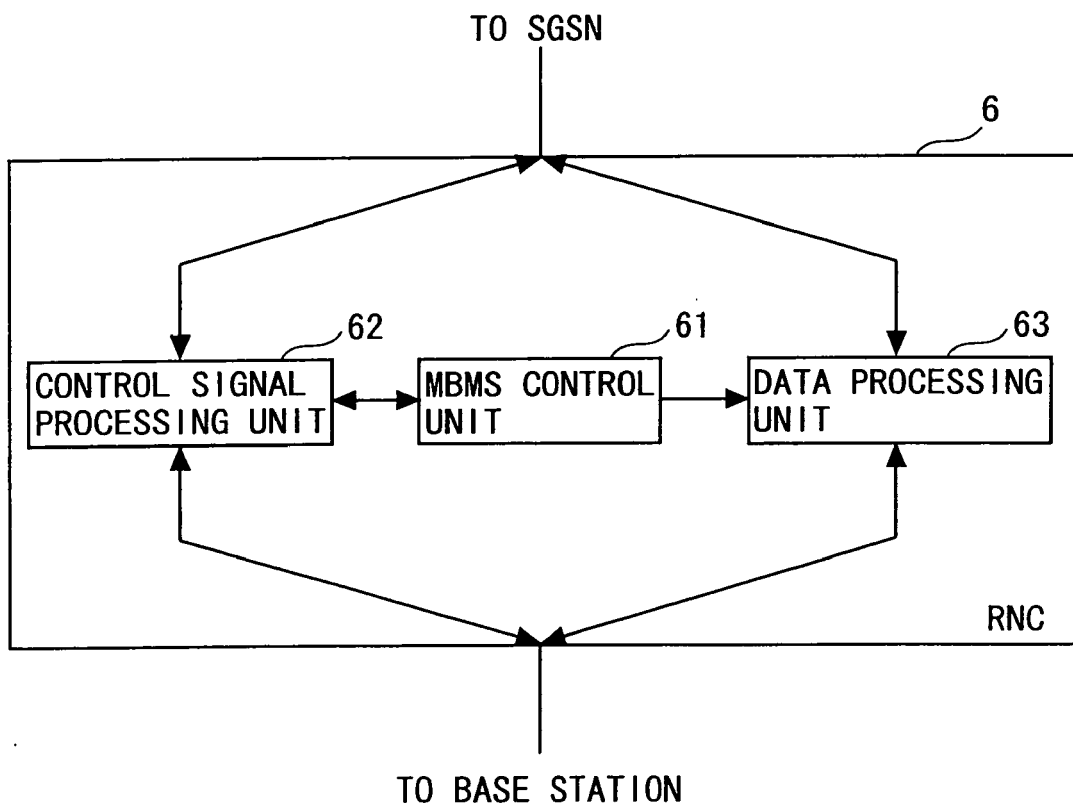 TO SGSN
6
62
61
63
CONTROL SIGNAL
PROCESSING UNIT
MBMS CONTROL
UNIT
DATA PROCESSING
UNIT
RNC
TO BASE STATION